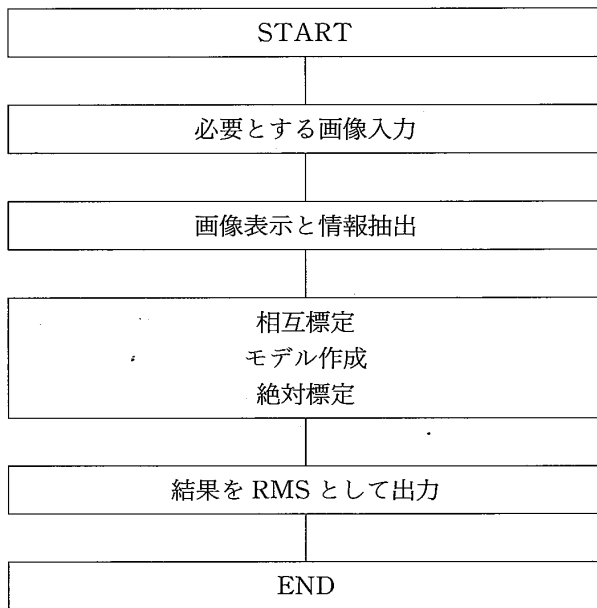 START
必要とする画像入力
画像表示と情報抽出
相互標定
モデル作成
絶対標定
結果を RMS として出力
END